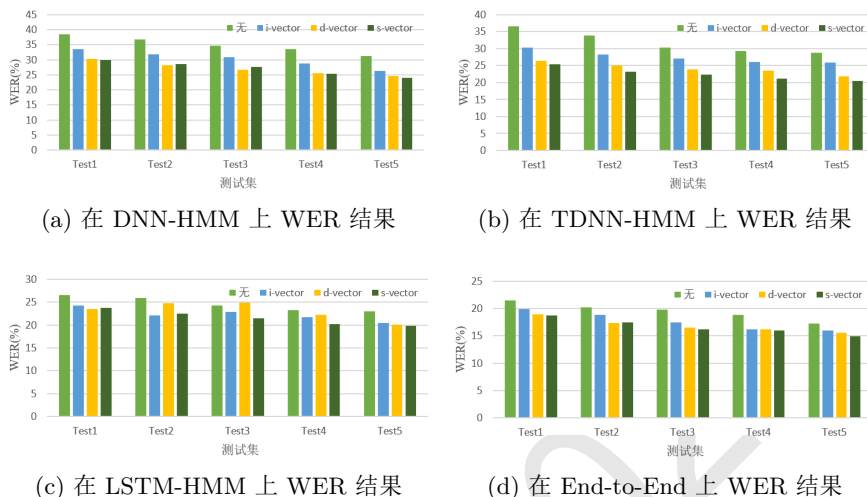 45
40
35
30
25
20
15
10
5
0
WER(%)
无 i-vector d-vector s-vector
Test1 Test2 Test3 Test4 Test5
测试集
(a) 在 DNN-HMM 上 WER 结果
40
35
30
25
20
15
10
5
0
WER(%)
无 i-vector d-vector s-vector
Test1 Test2 Test3 Test4 Test5
测试集
(b) 在 TDNN-HMM 上 WER 结果
30
25
20
15
10
5
0
WER(%)
无 i-vector d-vector s-vector
Test1 Test2 Test3 Test4 Test5
测试集
(c) 在 LSTM-HMM 上 WER 结果
25
20
15
10
5
0
WER(%)
无 i-vector d-vector s-vector
Test1 Test2 Test3 Test4 Test5
测试集
(d) 在 End-to-End 上 WER 结果